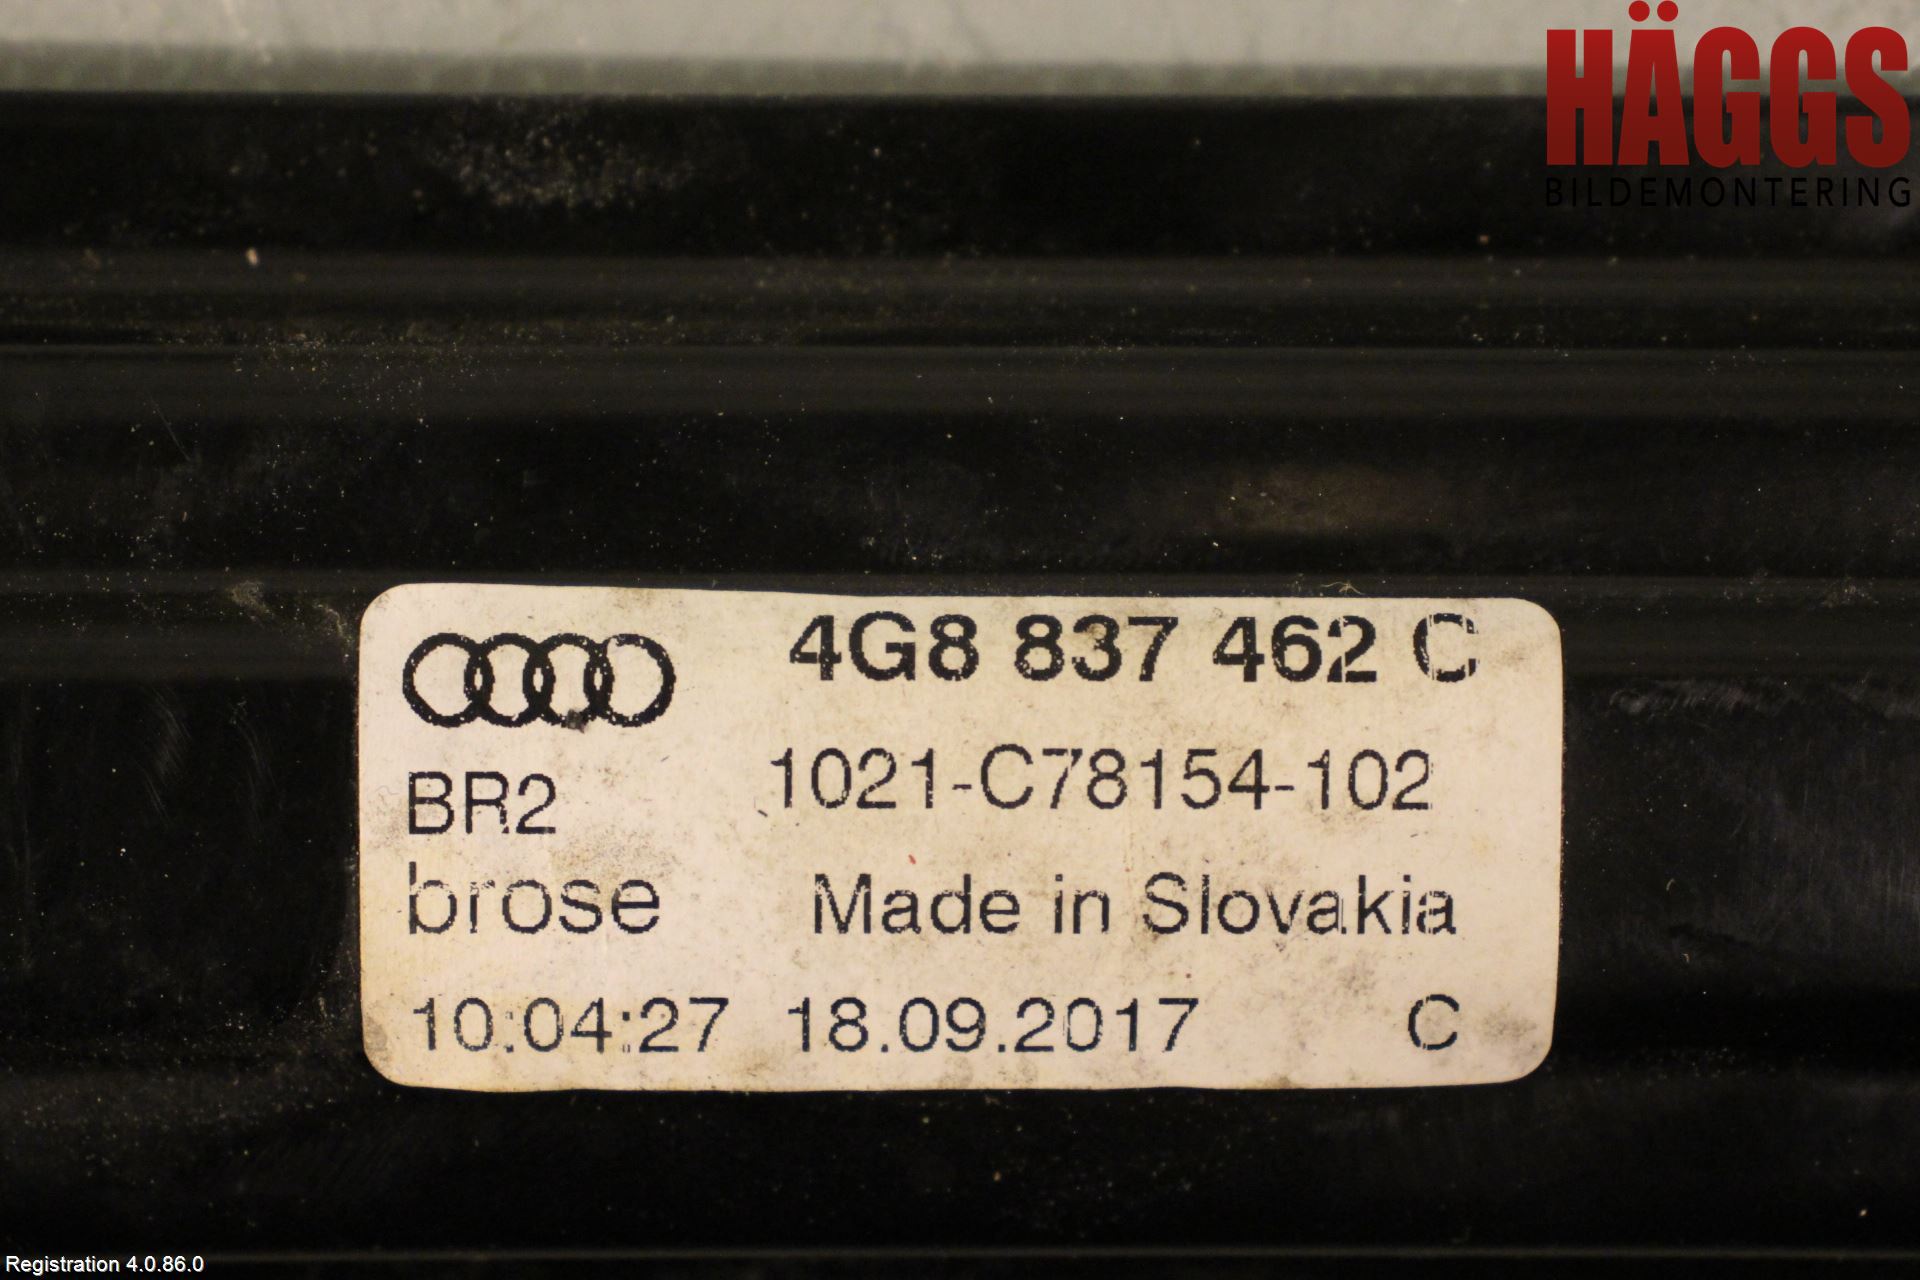 HÄGGS
BILDEMONTERING
4G8 837 462 C
1021-C78154-102
BR2
brose Made in Slovakia
10:04:27 18.09.2017 C
Registration 4.0.86.0